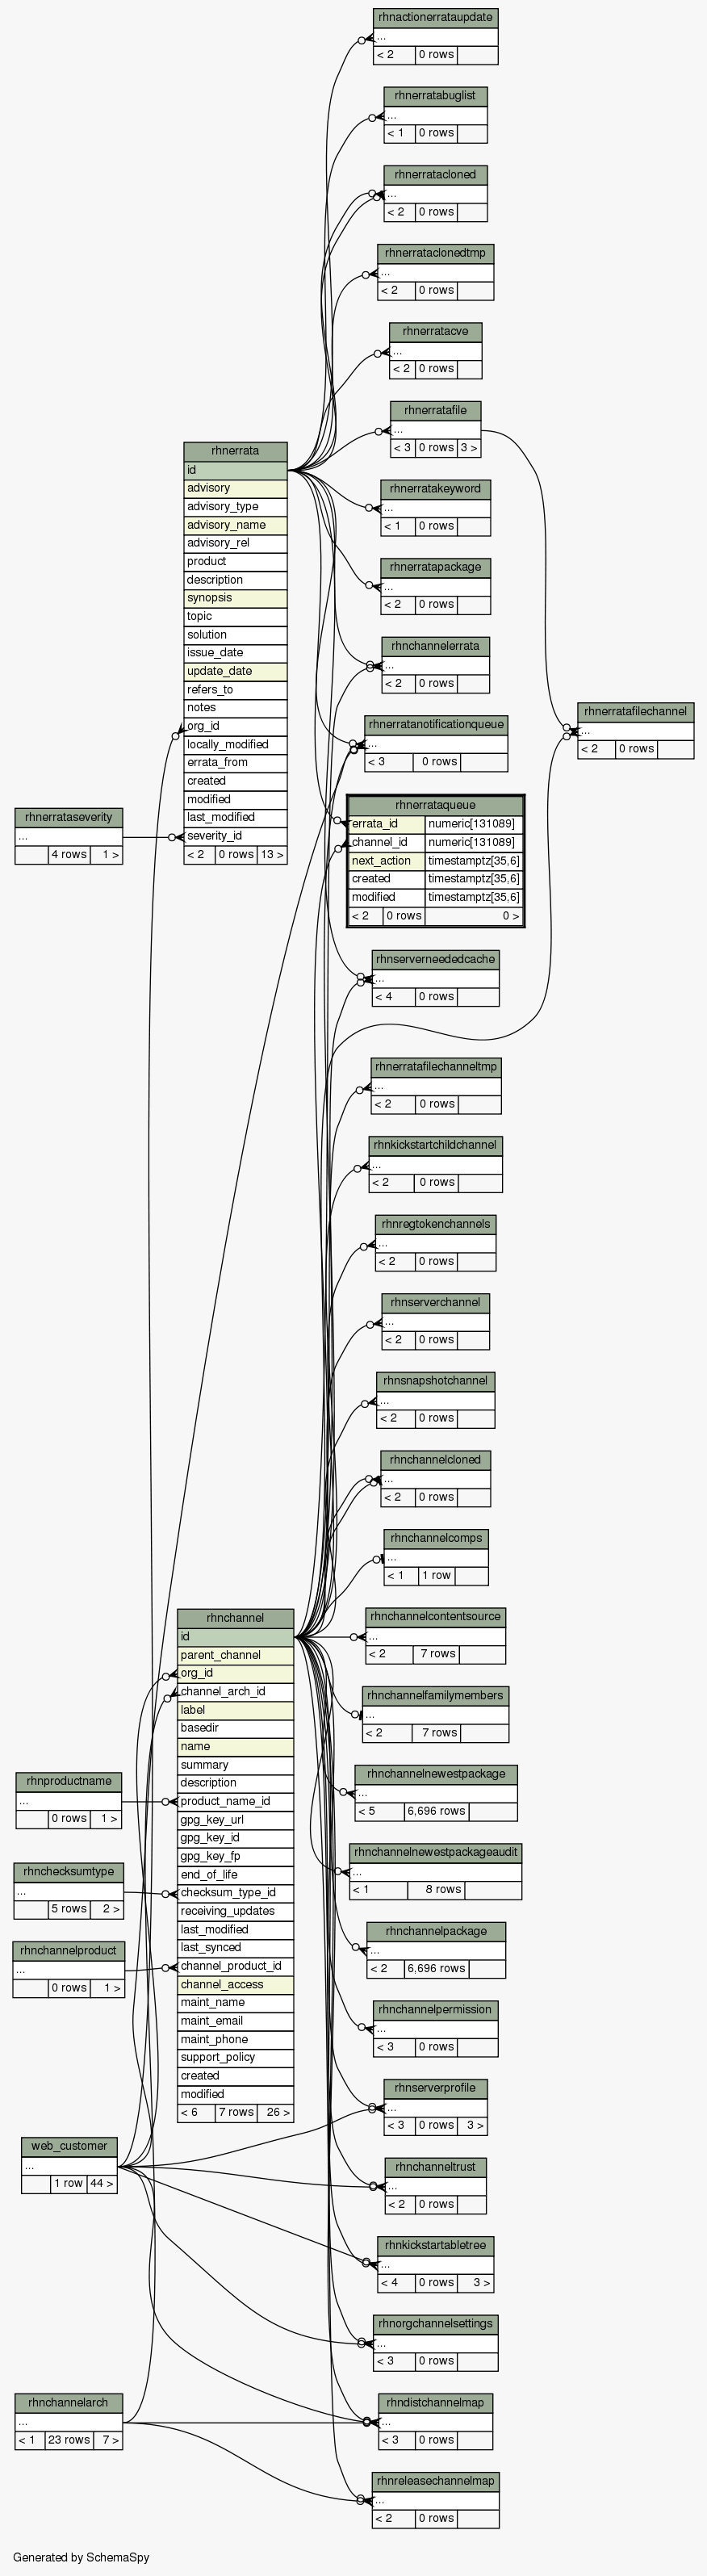 rhnactionerrataupdate
...
< 2 0 rows
rhnerratabuglist
...
< 1 0 rows
rhnerratacloned
...
< 2 0 rows
rhnerrataclonedtmp
...
< 2 0 rows
rhnerratacve
...
< 2 0 rows
rhnerratafile
...
< 3 0 rows 3 >
rhnerrata
id
advisory
advisory_type
advisory_name
advisory_rel
product
description
synopsis
topic
solution
issue_date
update_date
refers_to
notes
org_id
locally_modified
errata_from
created
modified
last_modified
severity_id
< 2 0 rows 13 >
rhnerratakeyword
...
< 1 0 rows
rhnerratapackage
...
< 2 0 rows
rhnchannelerrata
...
< 2 0 rows
rhnerratanotificationqueue
...
< 3 0 rows
rhnerratafilechannel
...
< 2 0 rows
rhnerrataseverity
...
4 rows 1 >
rhnerrataqueue
errata_id numeric[131089]
channel_id numeric[131089]
next_action timestamptz[35,6]
created timestamptz[35,6]
modified timestamptz[35,6]
< 2 0 rows 0 >
rhnserverneededcache
...
< 4 0 rows
rhnerratafilechanneltmp
...
< 2 0 rows
rhnkickstartchildchannel
...
< 2 0 rows
rhnregtokenchannels
...
< 2 0 rows
rhnserverchannel
...
< 2 0 rows
rhnsnapshotchannel
...
< 2 0 rows
rhnchannelcloned
...
< 2 0 rows
rhnchannelcomps
...
< 1 1 row
rhnchannel
id
parent_channel
org_id
channel_arch_id
label
basedir
name
summary
description
product_name_id
gpg_key_url
gpg_key_id
gpg_key_fp
end_of_life
checksum_type_id
receiving_updates
last_modified
last_synced
channel_product_id
channel_access
maint_name
maint_email
maint_phone
support_policy
created
modified
< 6 7 rows 26 >
rhnchannelcontentsource
...
< 2 7 rows
rhnchannelfamilymembers
...
< 2 7 rows
rhnchannelnewestpackage
...
< 5 6,696 rows
rhnproductname
...
0 rows 1 >
rhnchannelnewestpackageaudit
...
< 1 8 rows
rhnchecksumtype
...
5 rows 2 >
rhnchannelpackage
...
< 2 6,696 rows
rhnchannelproduct
...
0 rows 1 >
rhnchannelpermission
...
< 3 0 rows
rhnserverprofile
...
< 3 0 rows 3 >
web_customer
...
1 row 44 >
rhnchanneltrust
...
< 2 0 rows
rhnkickstartabletree
...
< 4 0 rows 3 >
rhnorgchannelsettings
...
< 3 0 rows
rhnchannelarch
...
< 1 23 rows 7 >
rhndistchannelmap
...
< 3 0 rows
rhnreleasechannelmap
...
< 2 0 rows
Generated by SchemaSpy